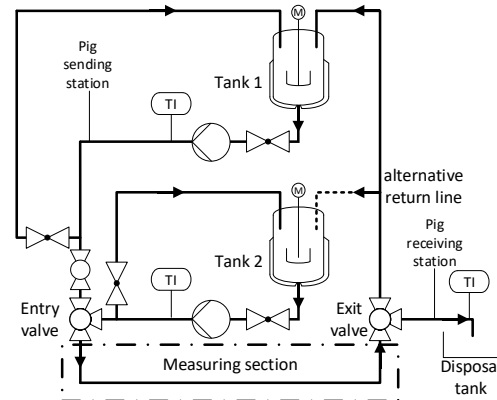 M
Pig
sending
station
Tank 1
TI
alternative
return line
M
Pig
receiving
station
Tank 2
TI
TI
Entry
valve
Exit
valve
Measuring section
Disposa
tank